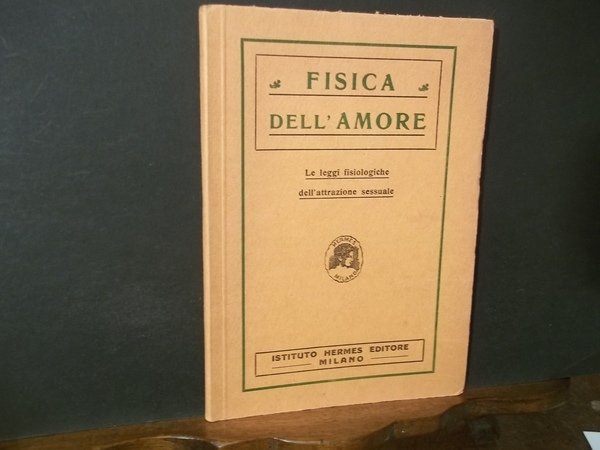 FISICA
DELL'AMORE
Le leggi fisiologiche
dell'attrazione sessuale
HERMES
MILANO
ISTITUTO HERMES EDITORE
MILANO